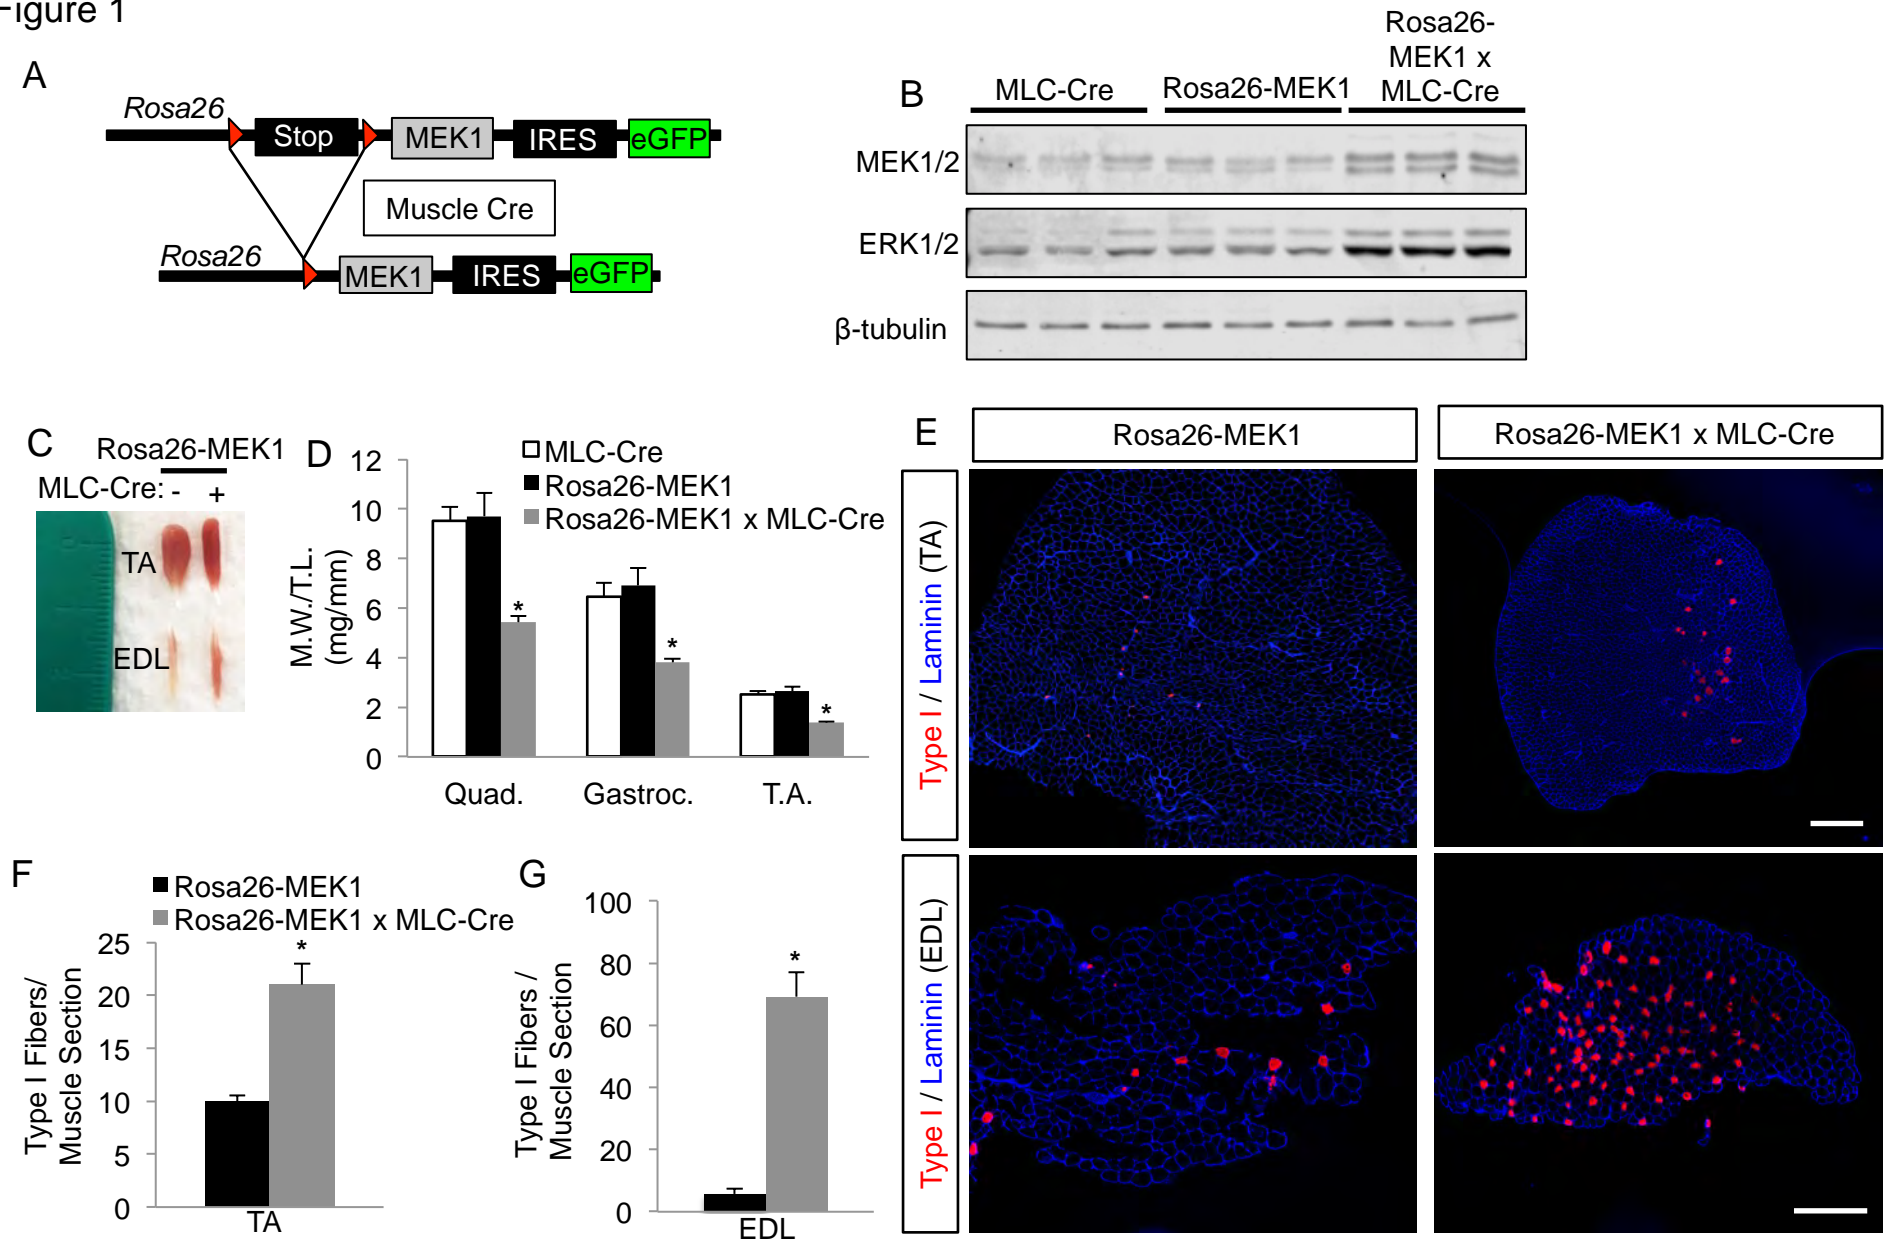 Figure 1
A
Rosa26
Stop
MEK1
IRES
eGFP
Muscle Cre
Rosa26
MEK1
IRES
eGFP
B
MLC-Cre
Rosa26-MEK1
Rosa26-
MEK1 x
MLC-Cre
MEK1/2
ERK1/2
β-tubulin
C
Rosa26-MEK1
MLC-Cre: - +
TA
EDL
D
MLC-Cre
Rosa26-MEK1
Rosa26-MEK1 x MLC-Cre
M.W./T.L.
(mg/mm)
12
10
8
6
4
2
0
*
*
*
Quad.
Gastroc.
T.A.
E
Rosa26-MEK1
Rosa26-MEK1 x MLC-Cre
Type I / Laminin (TA)
Type I / Laminin (EDL)
F
Rosa26-MEK1
Rosa26-MEK1 x MLC-Cre
Type I Fibers/
Muscle Section
25
20
15
10
5
0
*
TA
G
Type I Fibers /
Muscle Section
100
80
60
40
20
0
*
EDL